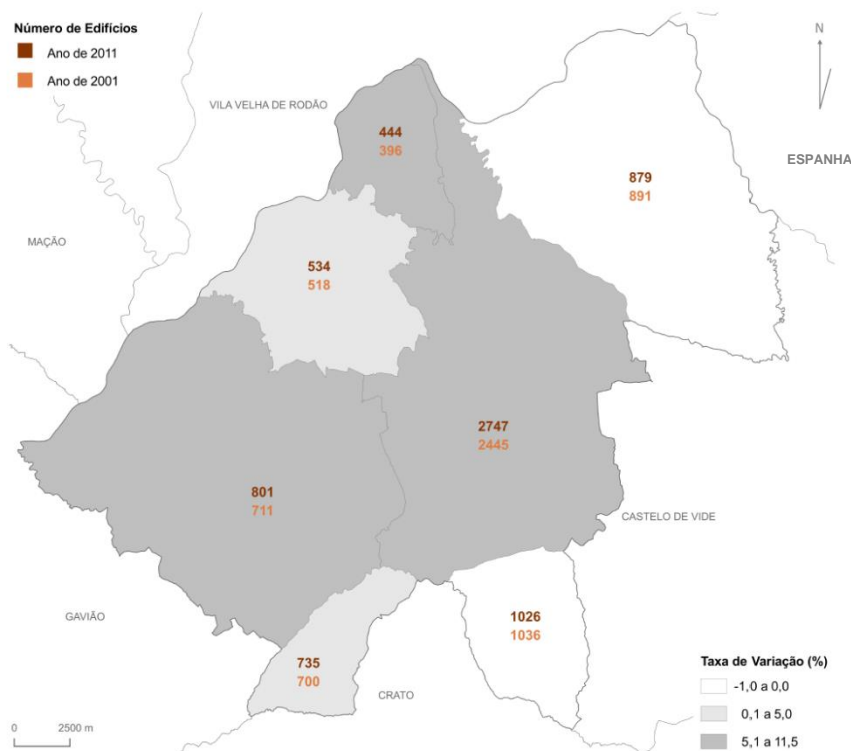 Número de Edifícios
Ano de 2011
Ano de 2001
N
VILA VELHA DE RODÃO
444
396
ESPANHA
879
891
MAÇÃO
534
518
2747
2445
801
711
CASTELO DE VIDE
GAVIÃO
1026
1036
735
700
CRATO
Taxa de Variação (%)
-1,0 a 0,0
0,1 a 5,0
5,1 a 11,5
0 2500 m